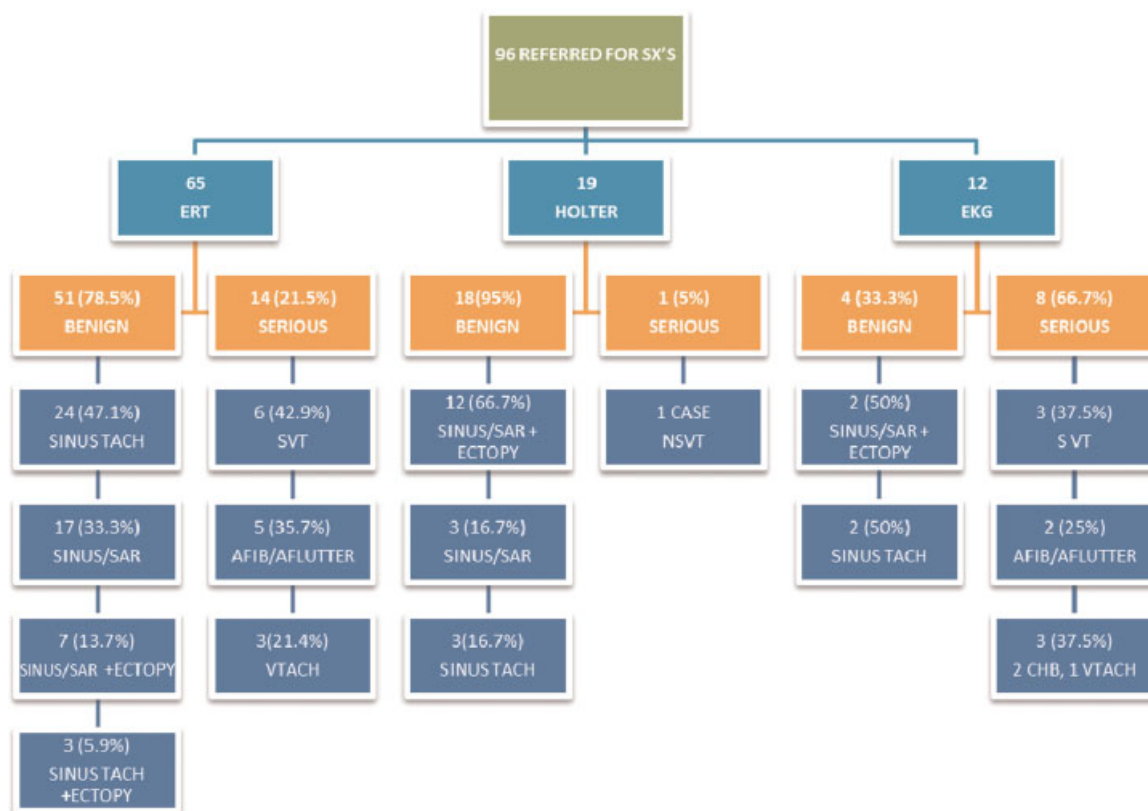 96 REFERRED FOR SX'S
65
ERT
19
HOLTER
12
EKG
51 (78.5%)
BENIGN
14 (21.5%)
SERIOUS
18(95%)
BENIGN
1 (5%)
SERIOUS
4 (33.3%)
BENIGN
8 (66.7%)
SERIOUS
24 (47.1%)
SINUS TACH
6 (42.9%)
SVT
12 (66.7%)
SINUS/SAR +
ECTOPY
1 CASE
NSVT
2 (50%)
SINUS/SAR +
ECTOPY
3 (37.5%)
S VT
17 (33.3%)
SINUS/SAR
5 (35.7%)
AFIB/AFLUTTER
3 (16.7%)
SINUS/SAR
2 (50%)
SINUS TACH
2 (25%)
AFIB/AFLUTTER
7 (13.7%)
SINUS/SAR +ECTOPY
3(21.4%)
VTACH
3(16.7%)
SINUS TACH
3 (37.5%)
2 CHB, 1 VTACH
3 (5.9%)
SINUS TACH
+ECTOPY